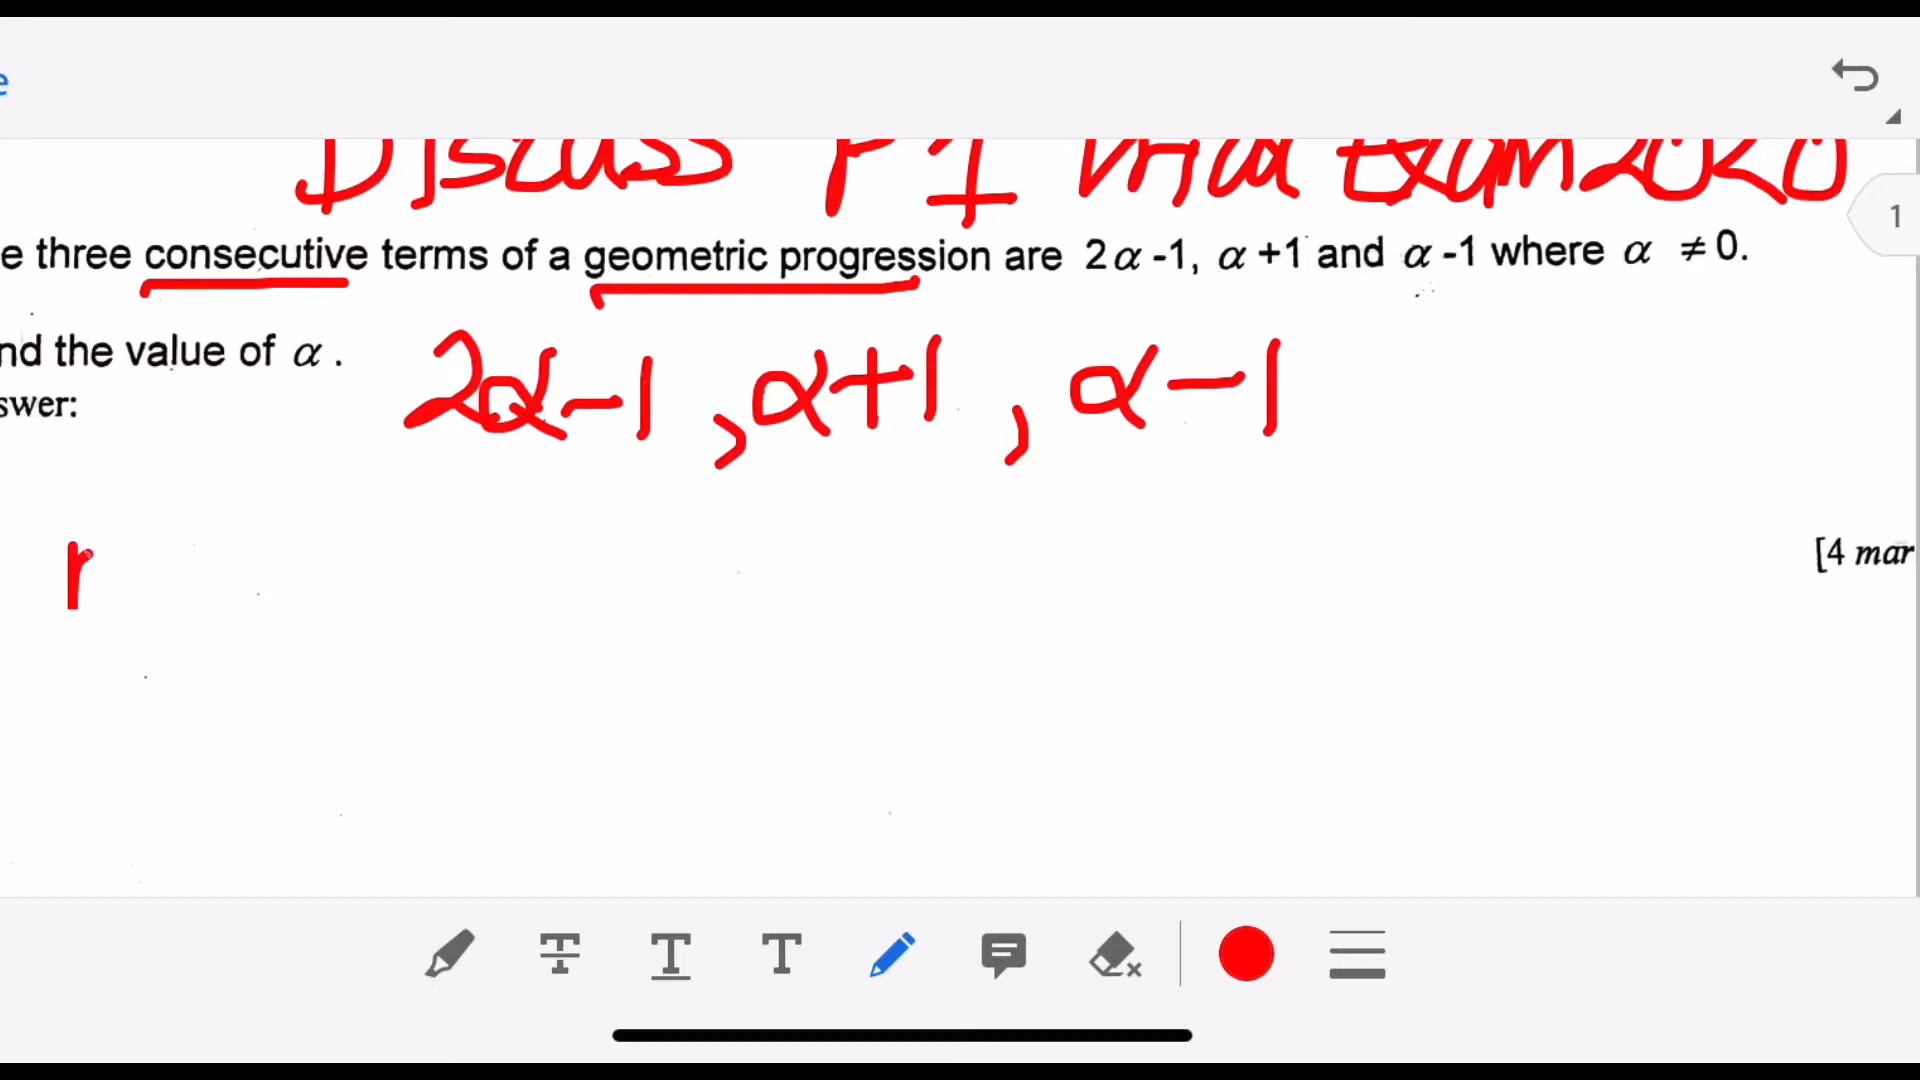 e
Discuss P1 trial Exam 2020
1
e three consecutive terms of a geometric progression are 2α -1, α +1 and α -1 where α ≠ 0.
nd the value of α .
2α-1 , α+1 , α-1
swer:
[4 mar
r